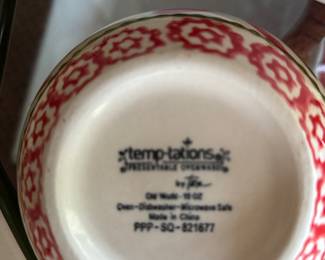 temp-tations
PRESENTABLE OVENWARE
by Tara
Old World - 10 OZ
Oven-Dishwasher-Microwave Safe
Made in China
PPP-SQ-821677